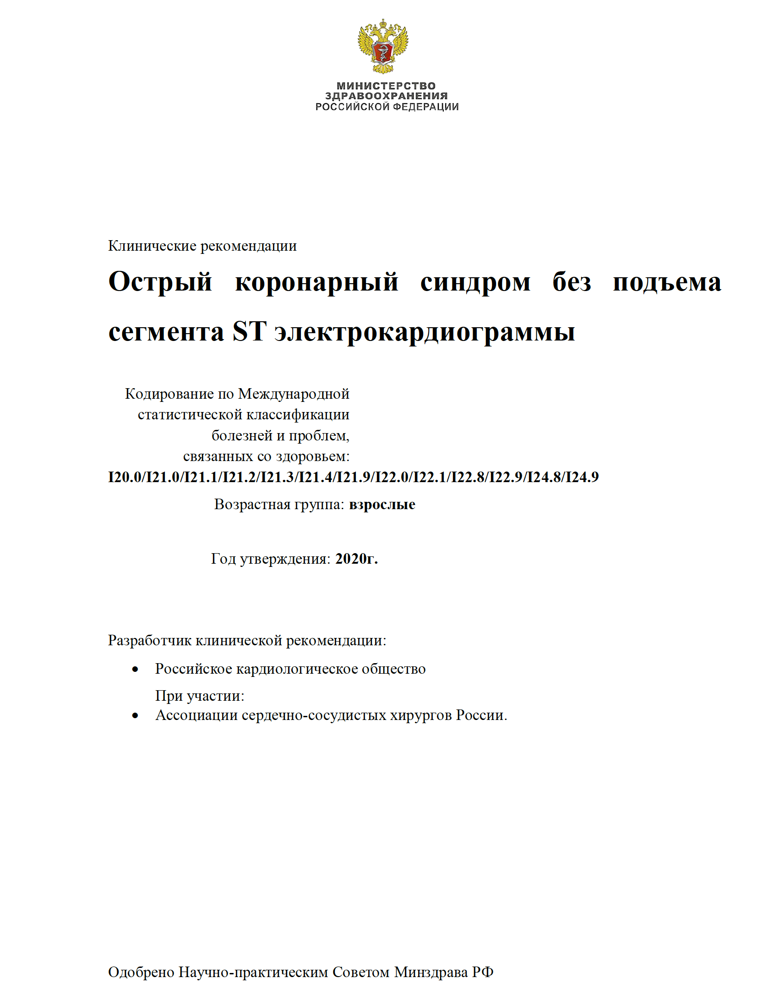 МИНИСТЕРСТВО
ЗДРАВООХРАНЕНИЯ
РОССИЙСКОЙ ФЕДЕРАЦИИ
Клинические рекомендации
Острый коронарный синдром без подъема
сегмента ST электрокардиограммы
Кодирование по Международной
статистической классификации
болезней и проблем,
связанных со здоровьем:
I20.0/I21.0/I21.1/I21.2/I21.3/I21.4/I21.9/I22.0/I22.1/I22.8/I22.9/I24.8/I24.9
Возрастная группа: взрослые
Год утверждения: 2020г.
Разработчик клинической рекомендации:
• Российское кардиологическое общество
При участии:
• Ассоциации сердечно-сосудистых хирургов России.
Одобрено Научно-практическим Советом Минздрава РФ